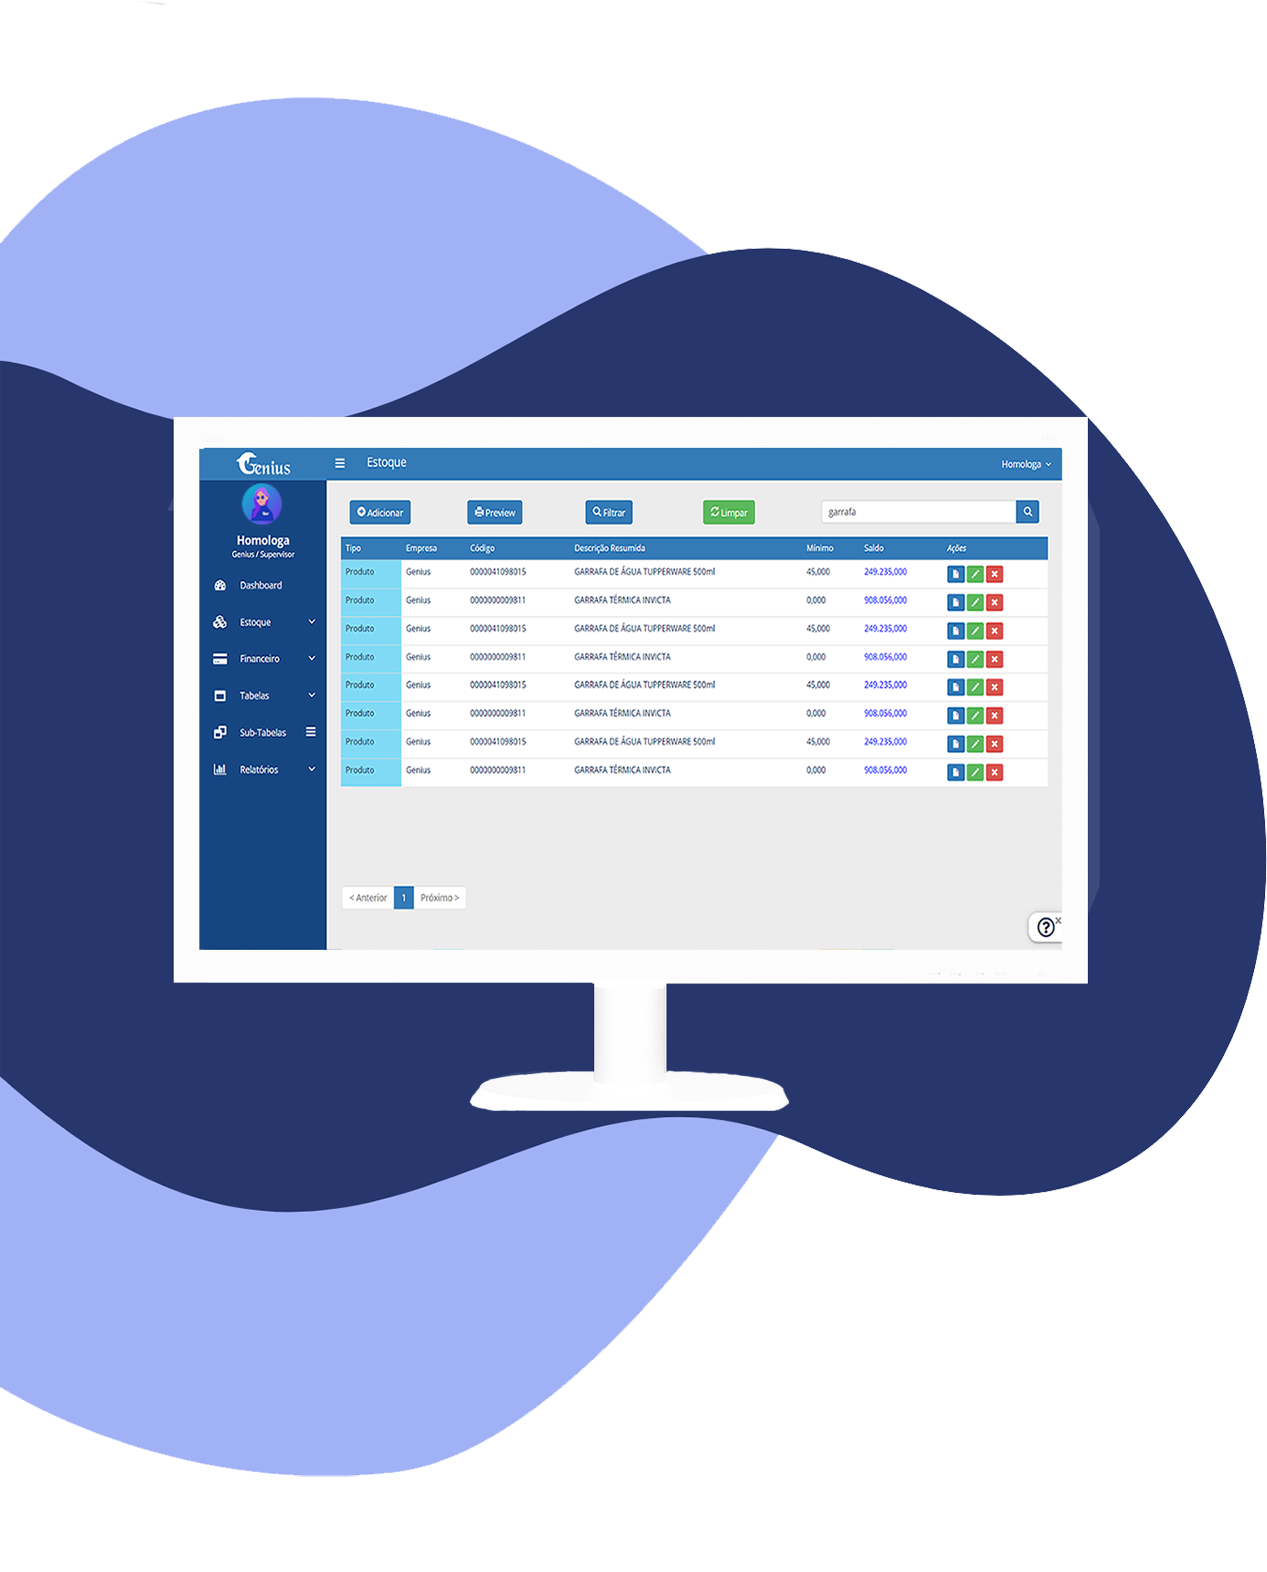 Genius
Estoque
Homologa
Homologa
Genius / Supervisor
Dashboard
Estoque
Financeiro
Tabelas
Sub-Tabelas
Relatórios
Adicionar Preview Filtrar Limpar garrafa
Tipo Empresa Código Descrição Resumida Mínimo Saldo Ações
Produto Genius 0000041098015 GARRAFA DE ÁGUA TUPPERWARE 500ml 45,000 249.235,000
Produto Genius 0000000009811 GARRAFA TÉRMICA INVICTA 0,000 908.056,000
Produto Genius 0000041098015 GARRAFA DE ÁGUA TUPPERWARE 500ml 45,000 249.235,000
Produto Genius 0000000009811 GARRAFA TÉRMICA INVICTA 0,000 908.056,000
Produto Genius 0000041098015 GARRAFA DE ÁGUA TUPPERWARE 500ml 45,000 249.235,000
Produto Genius 0000000009811 GARRAFA TÉRMICA INVICTA 0,000 908.056,000
Produto Genius 0000041098015 GARRAFA DE ÁGUA TUPPERWARE 500ml 45,000 249.235,000
Produto Genius 0000000009811 GARRAFA TÉRMICA INVICTA 0,000 908.056,000
< Anterior 1 Próximo >